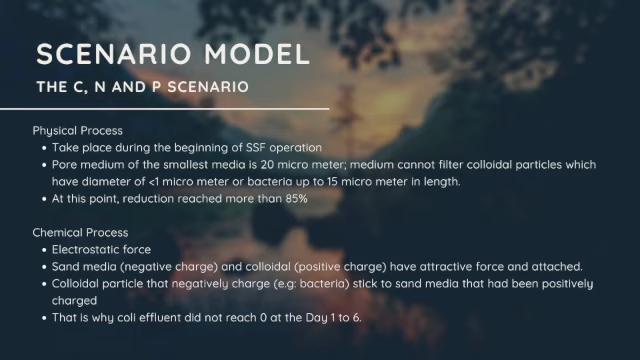 SCENARIO MODEL
THE C, N AND P SCENARIO
Physical Process
• Take place during the beginning of SSF operation
• Pore medium of the smallest media is 20 micro meter; medium cannot filter colloidal particles which
have diameter of <1 micro meter or bacteria up to 15 micro meter in length.
• At this point, reduction reached more than 85%
Chemical Process
• Electrostatic force
• Sand media (negative charge) and colloidal (positive charge) have attractive force and attached.
• Colloidal particle that negatively charge (e.g: bacteria) stick to sand media that had been positively
charged
• That is why coli effluent did not reach 0 at the Day 1 to 6.